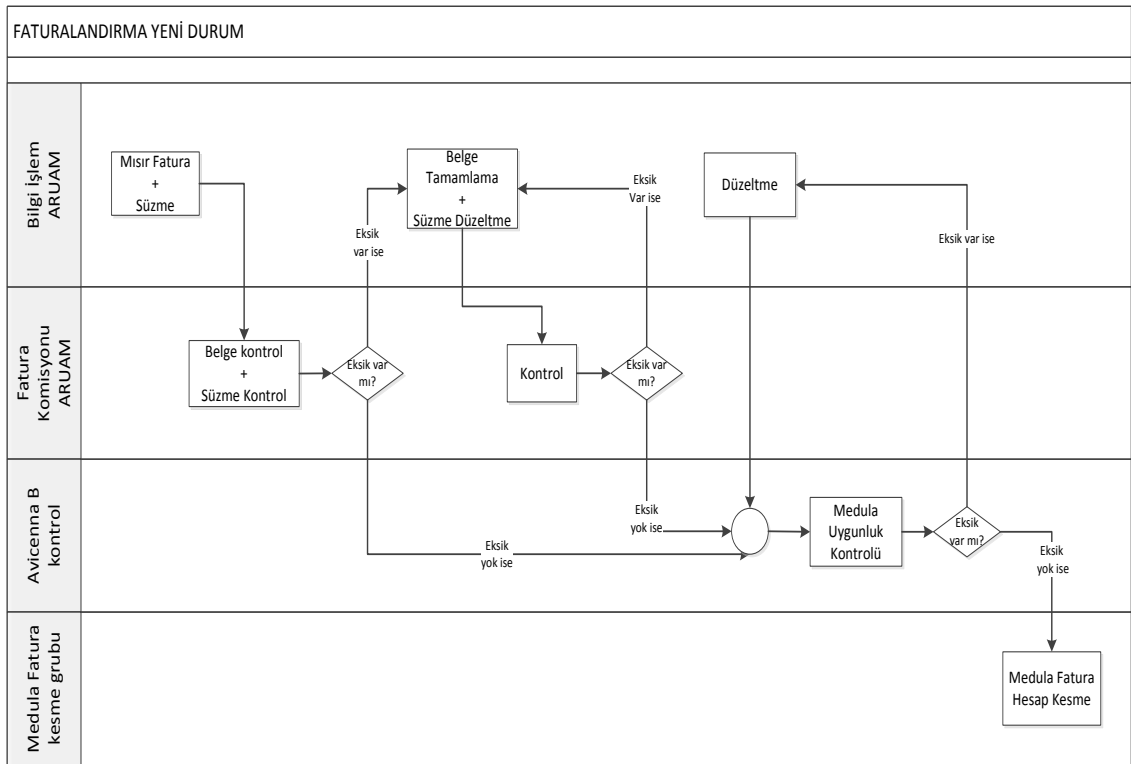 FATURALANDIRMA YENİ DURUM
Bilgi İşlem
ARUAM
Mısır Fatura
+
Süzme
Belge
Tamamlama
+
Süzme Düzeltme
Eksik
var ise
Eksik
Var ise
Düzeltme
Eksik var ise
Fatura
Komisyonu
ARUAM
Belge kontrol
+
Süzme Kontrol
Eksik var
mı?
Kontrol
Eksik var
mı?
Avicenna B
kontrol
Eksik
yok ise
Eksik
yok ise
Medula
Uygunluk
Kontrolü
Eksik
var mı?
Eksik
yok ise
Medula Fatura
kesme grubu
Medula Fatura
Hesap Kesme